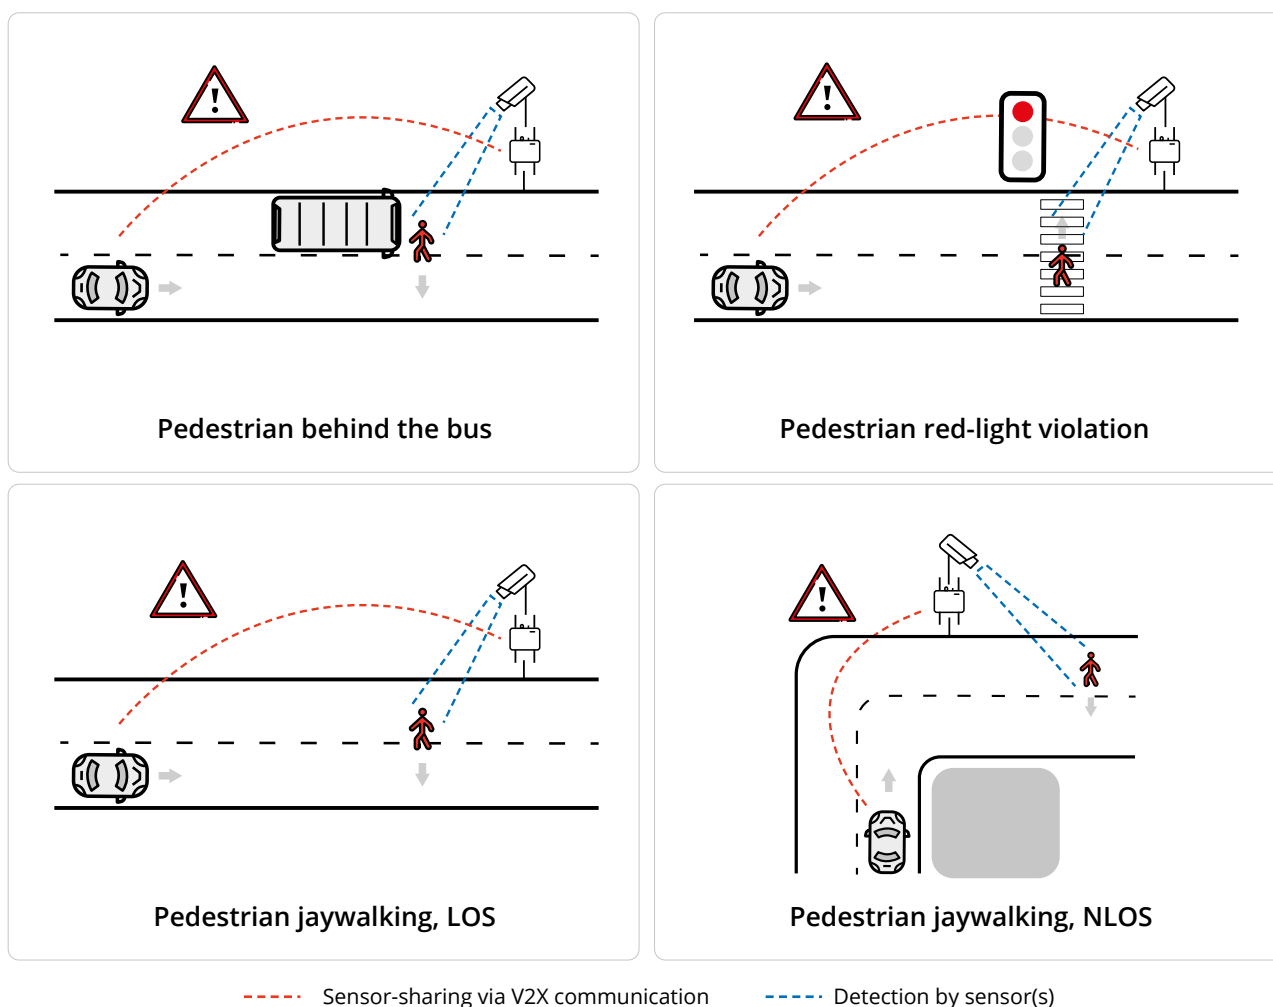 !
!
Pedestrian behind the bus
Pedestrian red-light violation
!
!
Pedestrian jaywalking, LOS
Pedestrian jaywalking, NLOS
Sensor-sharing via V2X communication
Detection by sensor(s)